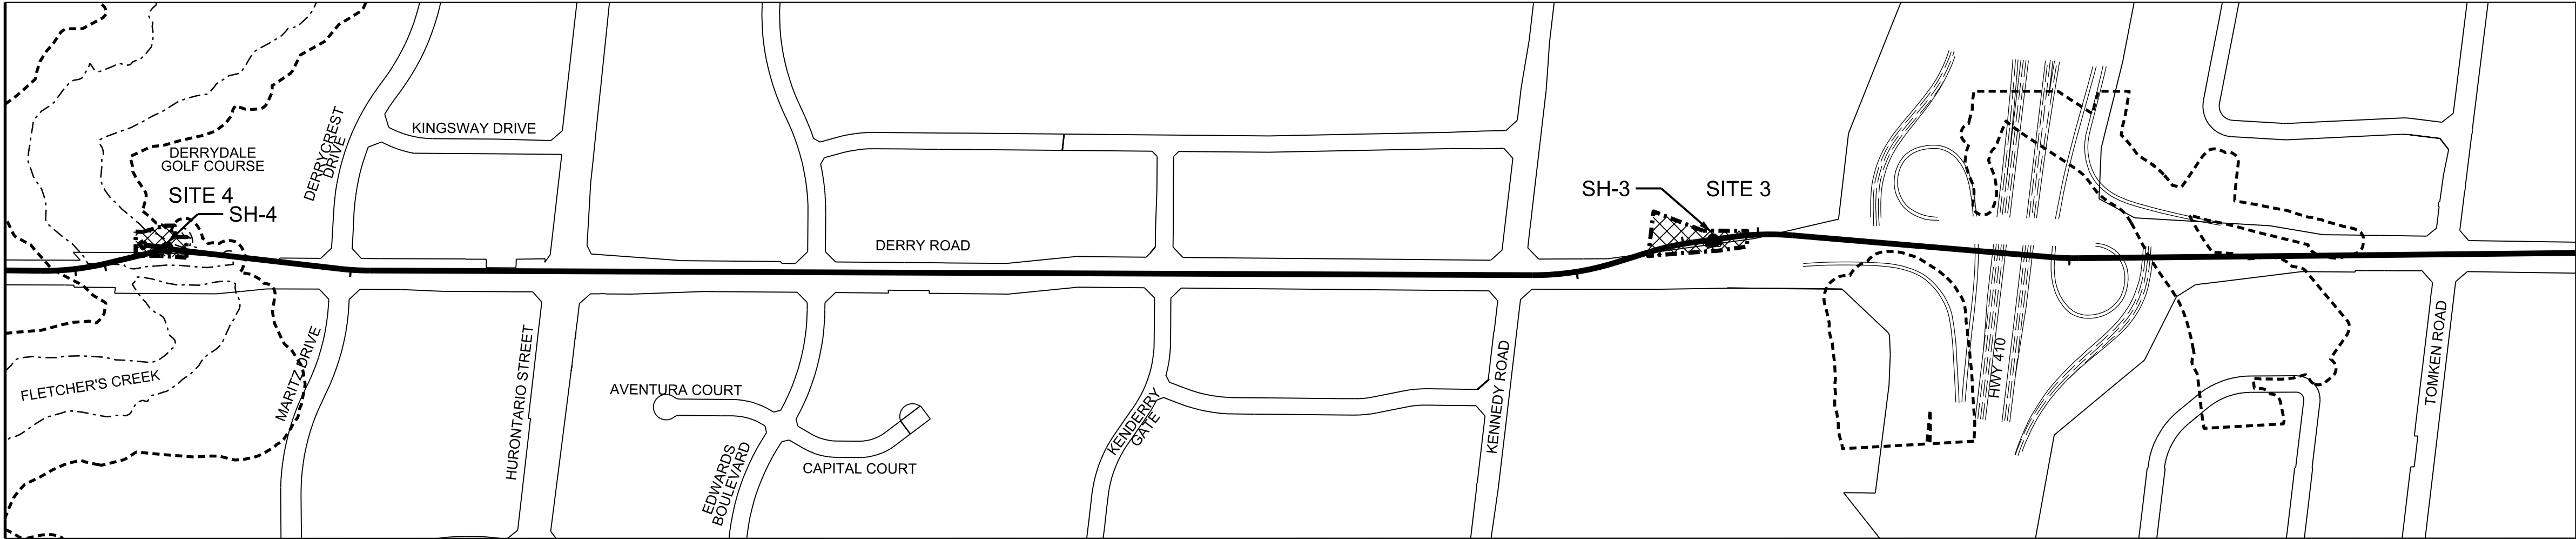 KINGSWAY DRIVE
DERRYCREST
DRIVE
DERRYDALE
GOLF COURSE
SITE 4
SH-4
SH-3
SITE 3
DERRY ROAD
FLETCHER'S CREEK
MARITZ DRIVE
HURONTARIO STREET
AVENTURA COURT
EDWARDS
BOULEVARD
CAPITAL COURT
KENDERRY
GATE
KENNEDY ROAD
HWY 410
TOMKEN ROAD